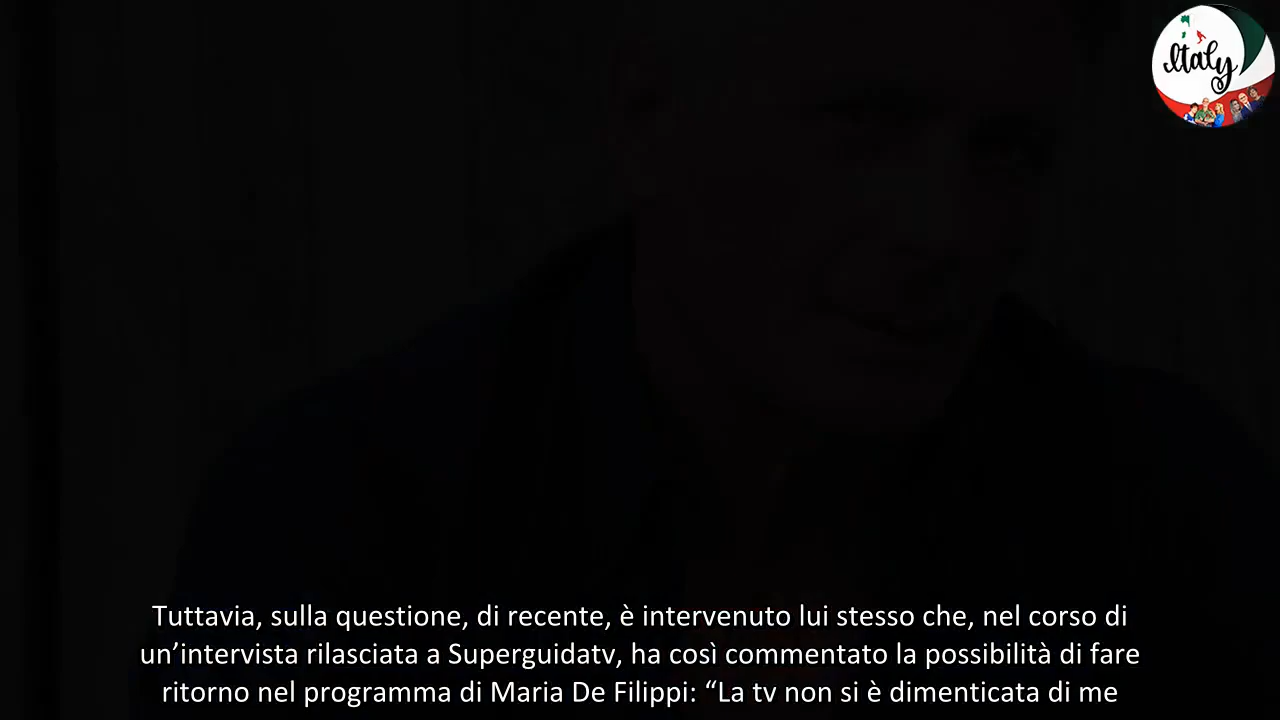 Italy
Tuttavia, sulla questione, di recente, è intervenuto lui stesso che, nel corso di
un’intervista rilasciata a Superguidatv, ha così commentato la possibilità di fare
ritorno nel programma di Maria De Filippi: “La tv non si è dimenticata di me